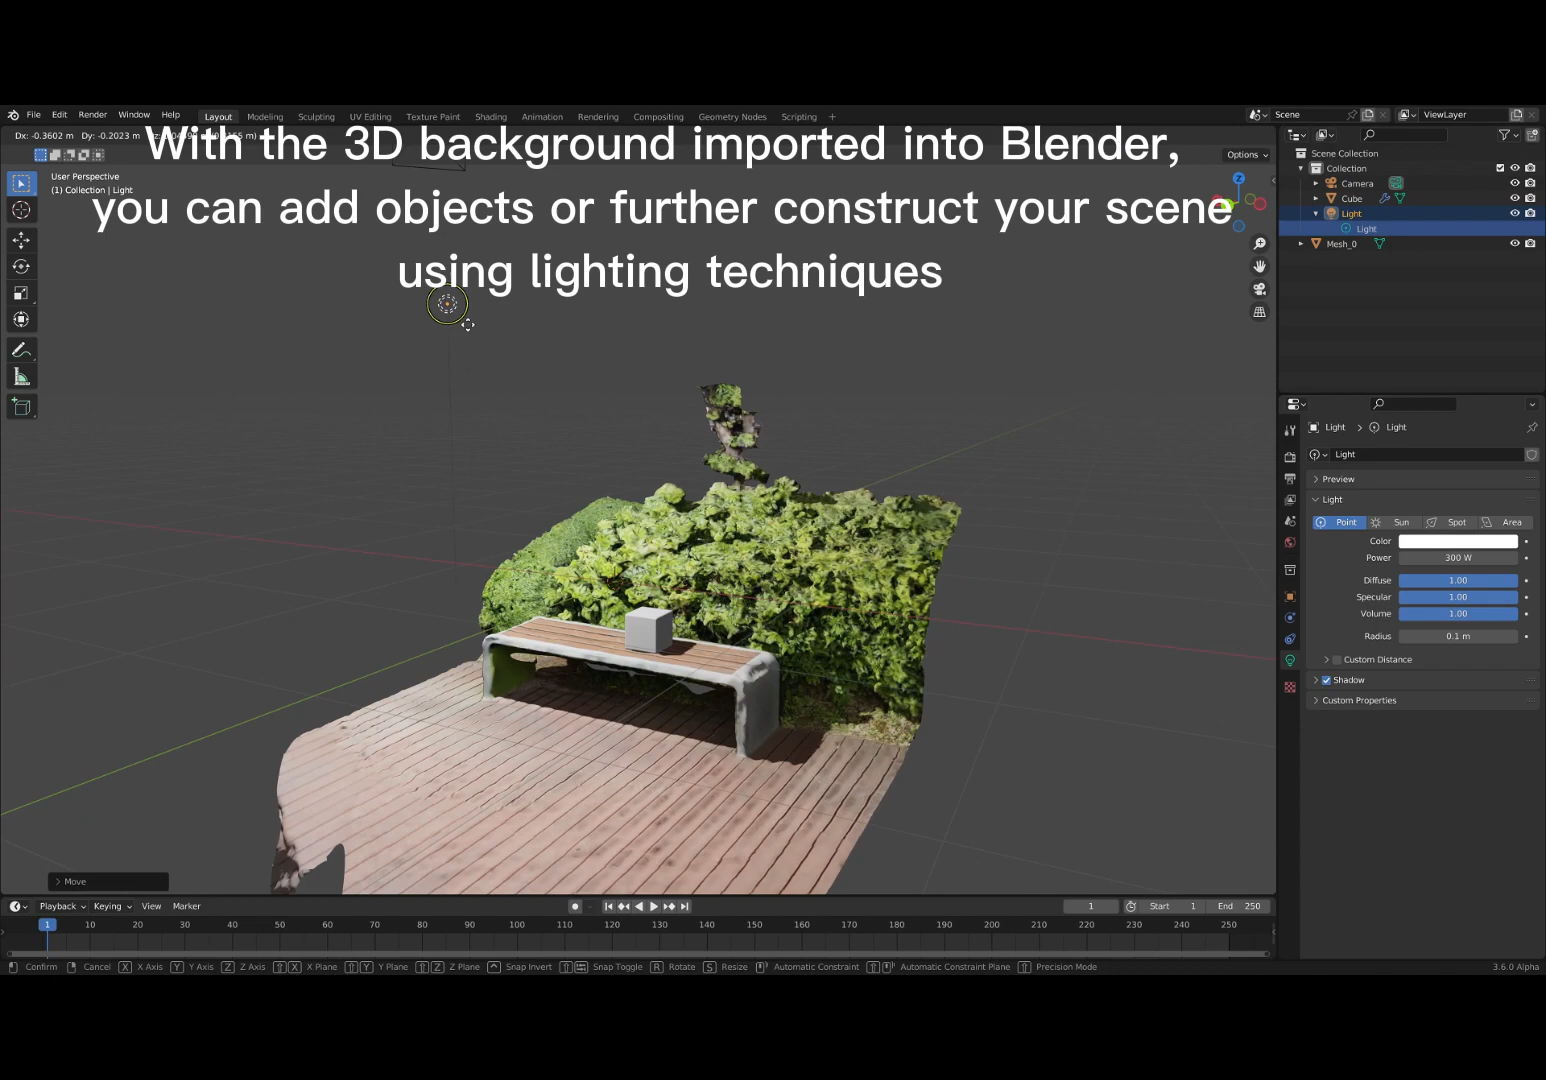 File Edit Render Window Help Layout Modeling Sculpting UV Editing Texture Paint Shading Animation Rendering Compositing Geometry Nodes Scripting + Scene ViewLayer
Dx: -0.3602 m Dy: -0.2023 m
With the 3D background imported into Blender,
you can add objects or further construct your scene
using lighting techniques
Options
User Perspective
(1) Collection | Light
Z
Move
Scene Collection
Collection
Camera
Cube
Light
Light
Mesh_0
Light > Light
Light
Preview
Light
Point Sun Spot Area
Color
Power 300 W
Diffuse 1.00
Specular 1.00
Volume 1.00
Radius 0.1 m
Custom Distance
Shadow
Custom Properties
Playback Keying View Marker 1 Start 1 End 250
1 10 20 30 40 50 60 70 80 90 100 110 120 130 140 150 160 170 180 190 200 210 220 230 240 250
Confirm Cancel X X Axis Y Y Axis Z Z Axis X X Plane Y Y Plane Z Z Plane Snap Invert Snap Toggle R Rotate S Resize Automatic Constraint Automatic Constraint Plane Precision Mode 3.6.0 Alpha